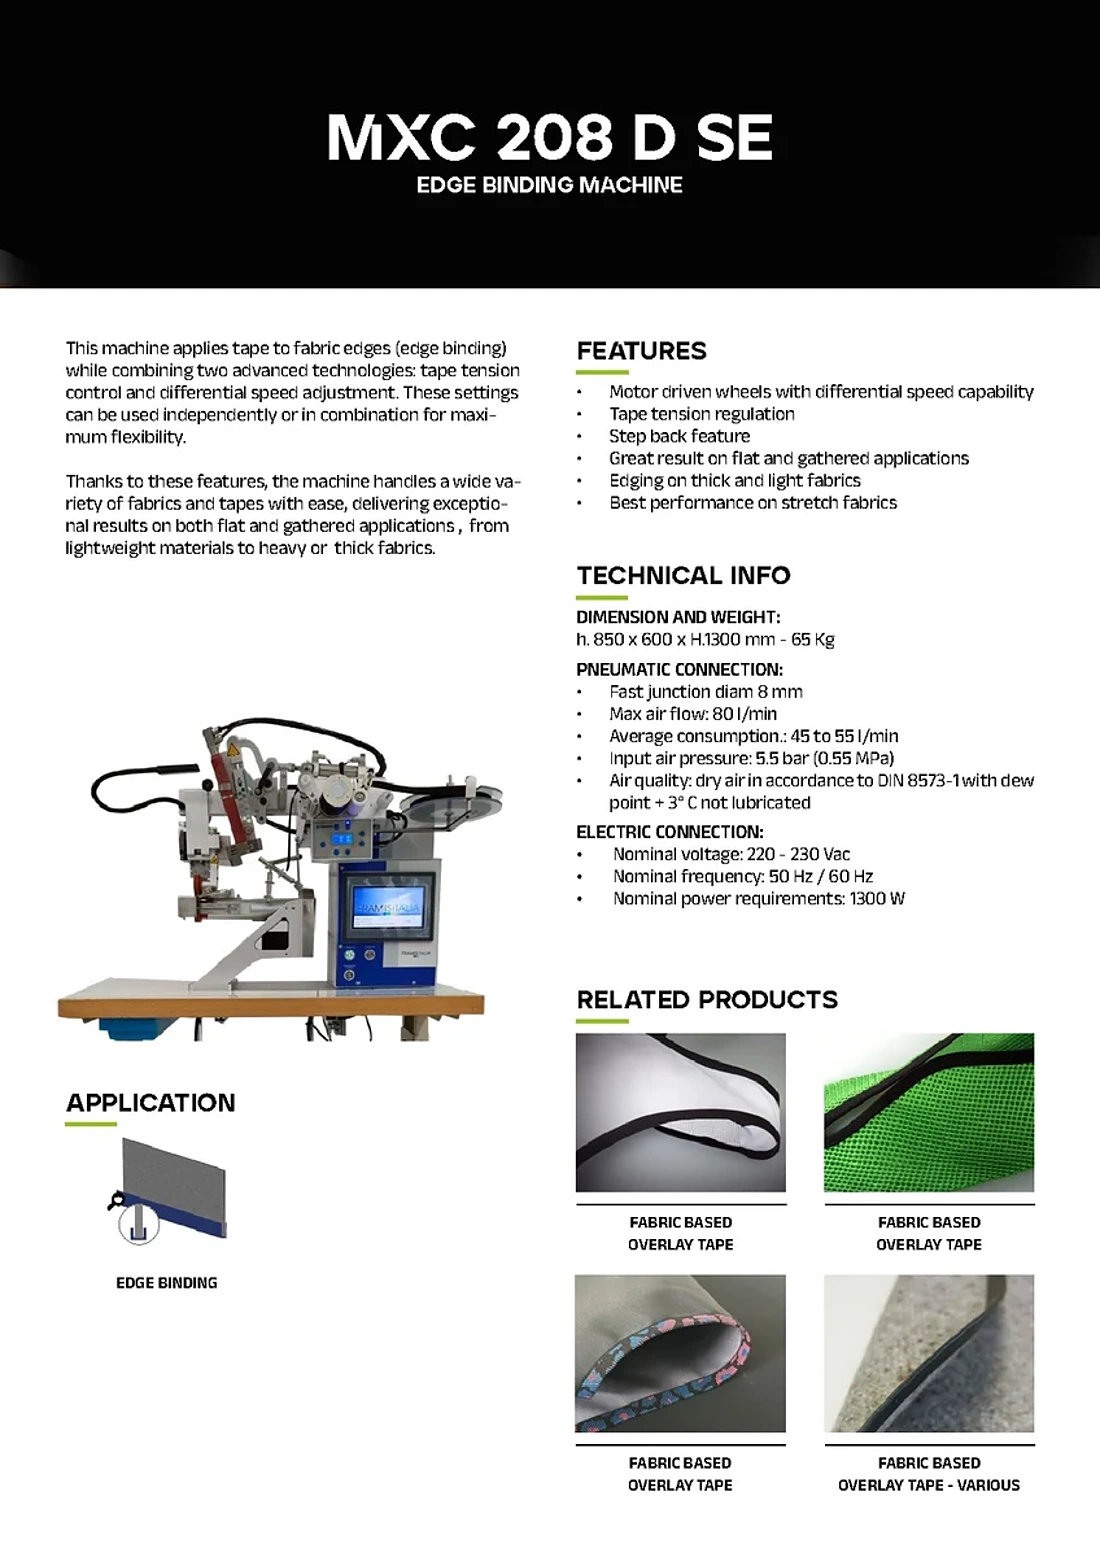 MXC 208 D SE
EDGE BINDING MACHINE
This machine applies tape to fabric edges (edge binding)
while combining two advanced technologies: tape tension
control and differential speed adjustment. These settings
can be used independently or in combination for maxi-
mum flexibility.
Thanks to these features, the machine handles a wide va-
riety of fabrics and tapes with ease, delivering exceptio-
nal results on both flat and gathered applications , from
lightweight materials to heavy or thick fabrics.
FRAMISITALIA
APPLICATION
EDGE BINDING
FEATURES
• Motor driven wheels with differential speed capability
• Tape tension regulation
• Step back feature
• Great result on flat and gathered applications
• Edging on thick and light fabrics
• Best performance on stretch fabrics
TECHNICAL INFO
DIMENSION AND WEIGHT:
h. 850 x 600 x H.1300 mm - 65 Kg
PNEUMATIC CONNECTION:
• Fast junction diam 8 mm
• Max air flow: 80 l/min
• Average consumption.: 45 to 55 l/min
• Input air pressure: 5.5 bar (0.55 MPa)
• Air quality: dry air in accordance to DIN 8573-1 with dew
point + 3° C not lubricated
ELECTRIC CONNECTION:
• Nominal voltage: 220 - 230 Vac
• Nominal frequency: 50 Hz / 60 Hz
• Nominal power requirements: 1300 W
RELATED PRODUCTS
FABRIC BASED
OVERLAY TAPE
FABRIC BASED
OVERLAY TAPE
FABRIC BASED
OVERLAY TAPE
FABRIC BASED
OVERLAY TAPE - VARIOUS